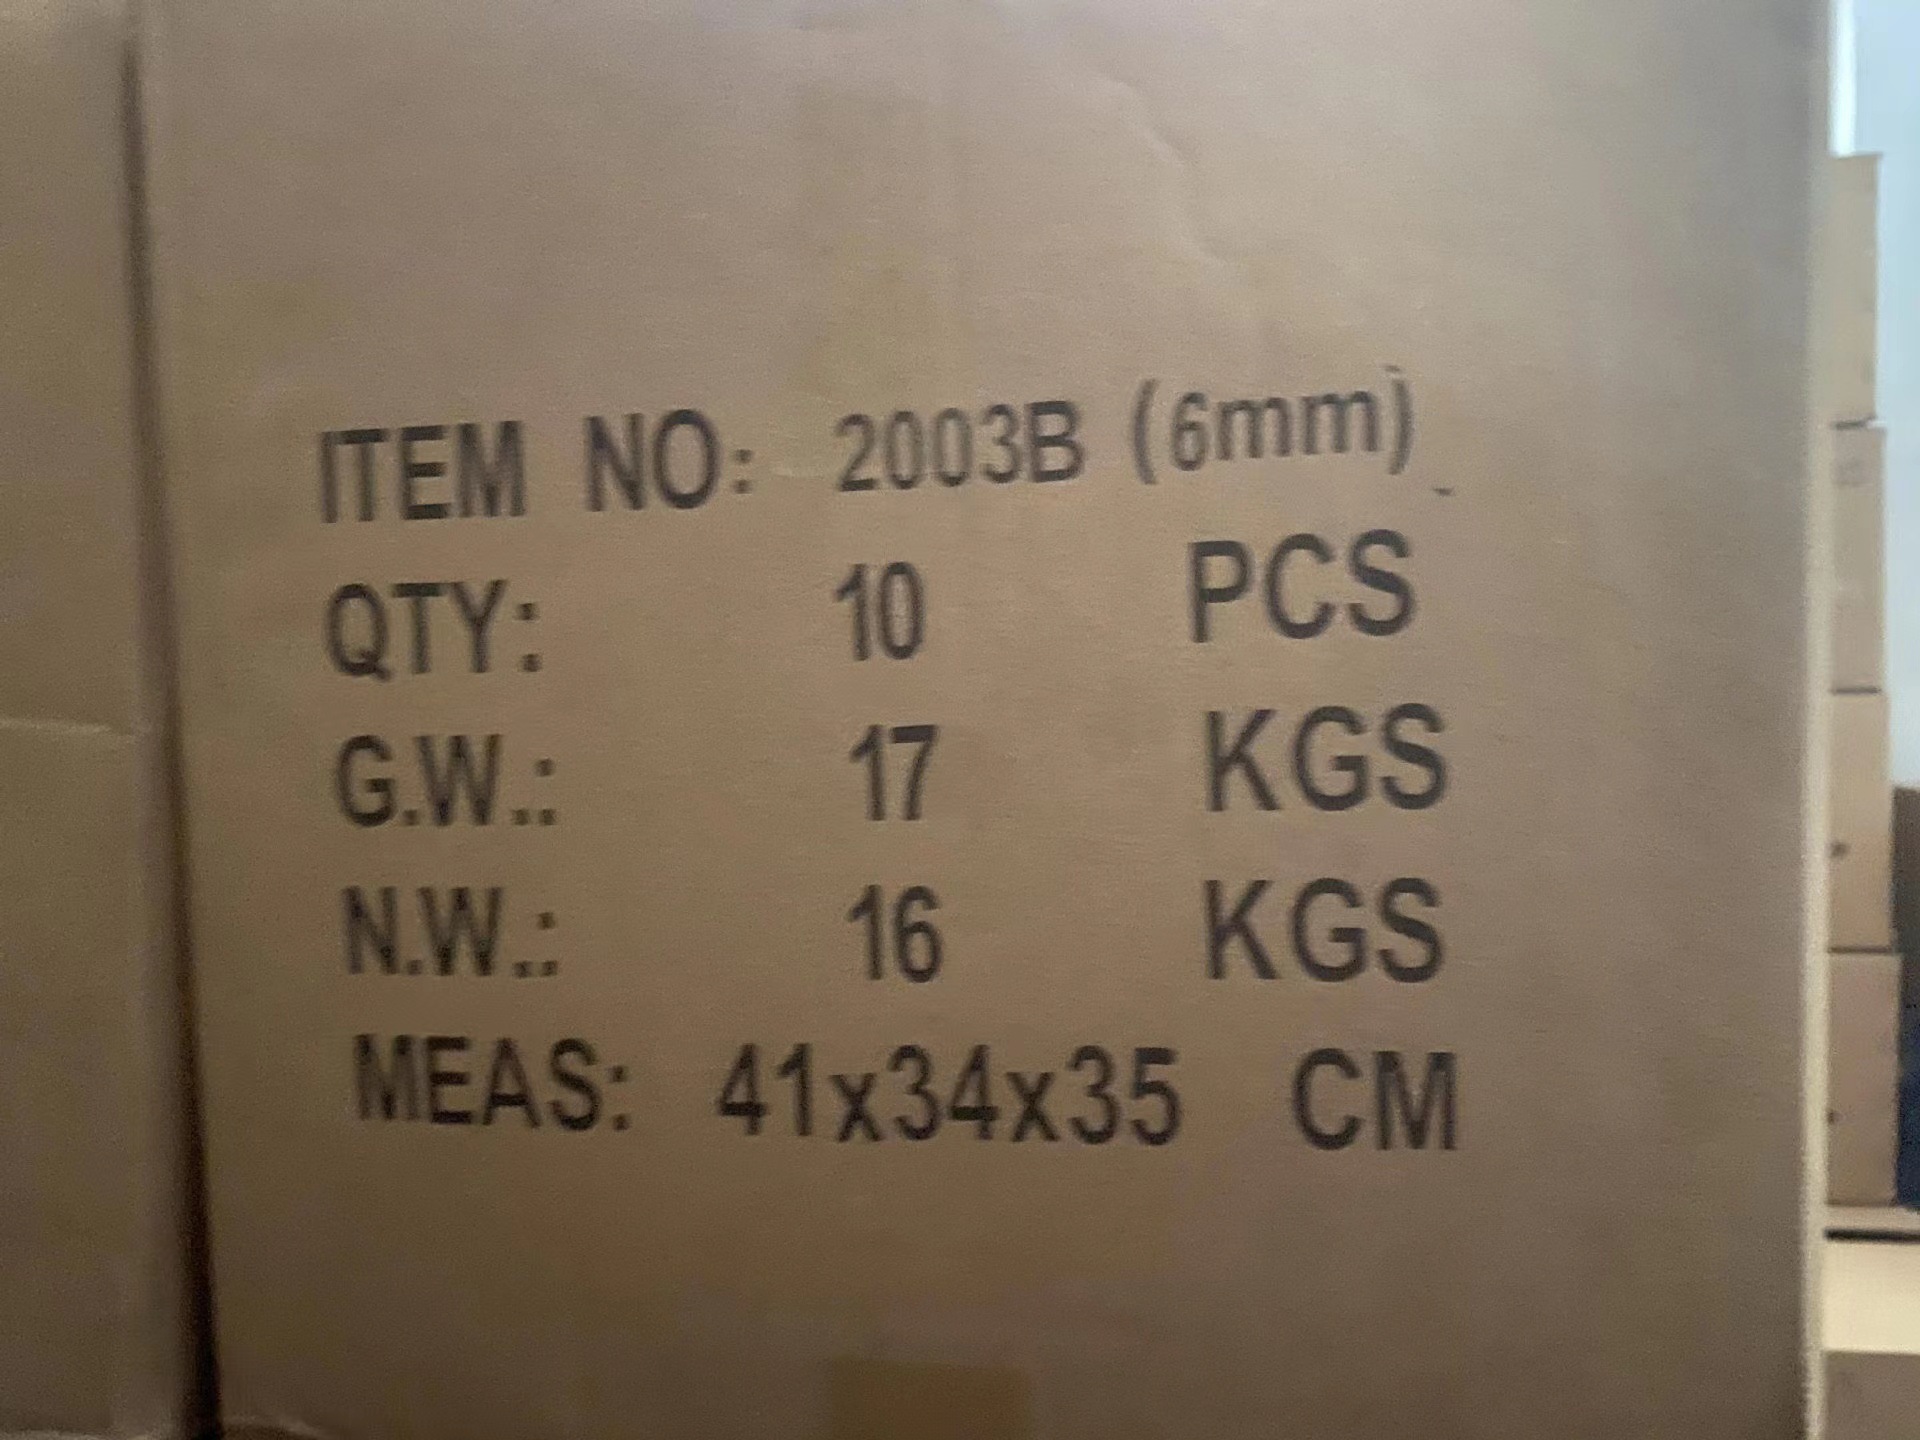 ITEM NO: 2003B (6mm)
QTY: 10 PCS
G.W.: 17 KGS
N.W.: 16 KGS
MEAS: 41x34x35 CM